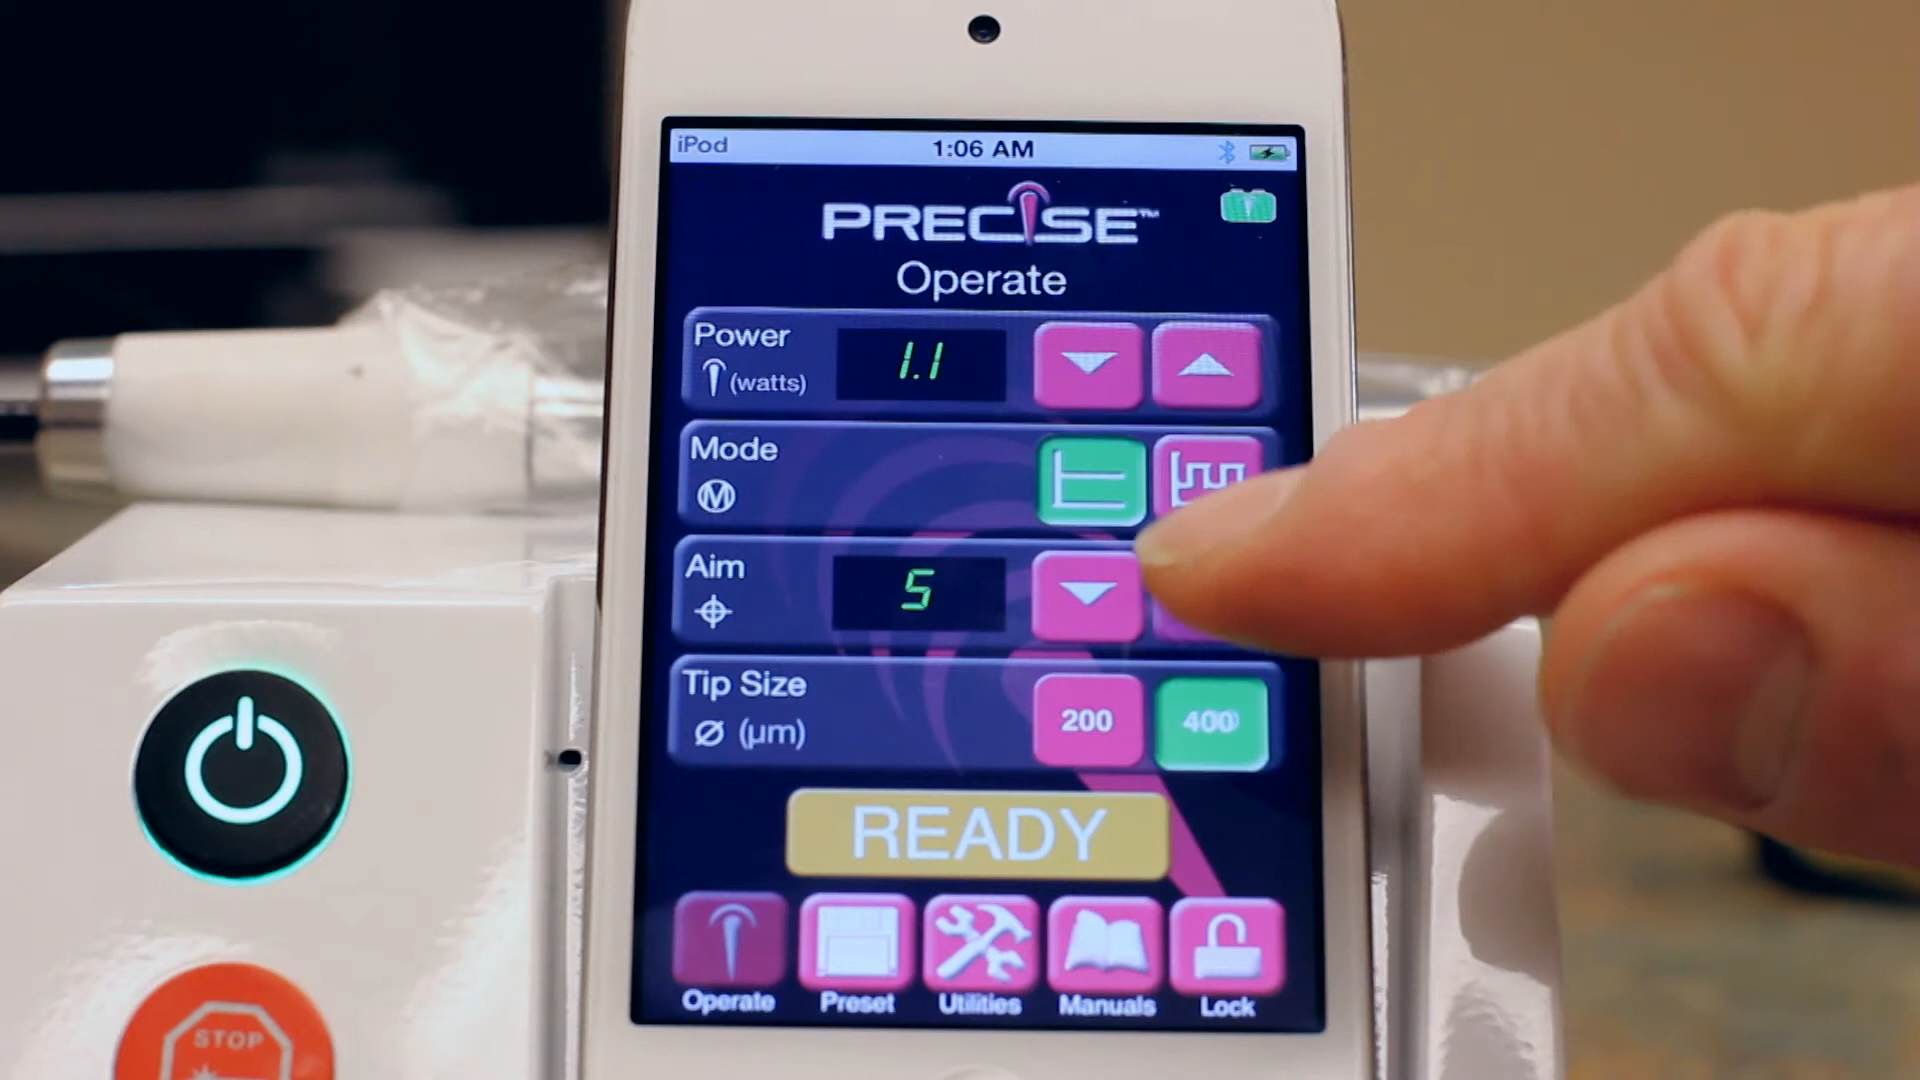 iPod 1:06 AM
PRECISE™
Operate
Power
(watts)
1.1
Mode
M
Aim
5
Tip Size
Ø (µm)
200
400
READY
Operate
Preset
Utilities
Manuals
Lock
STOP